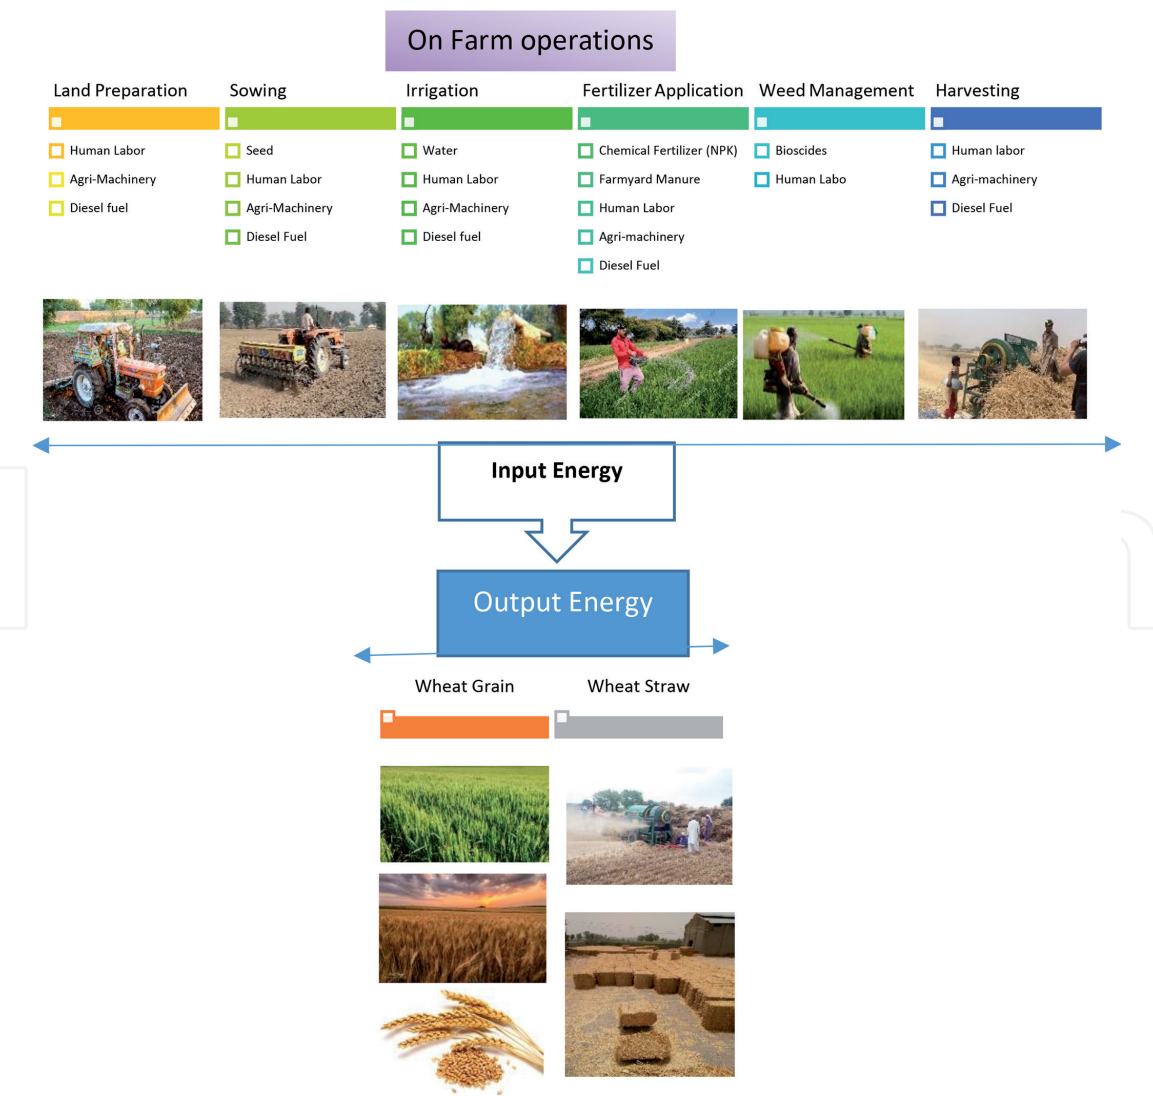 On Farm operations
Land Preparation
Human Labor
Agri-Machinery
Diesel fuel
Sowing
Seed
Human Labor
Agri-Machinery
Diesel Fuel
Irrigation
Water
Human Labor
Agri-Machinery
Diesel fuel
Fertilizer Application
Chemical Fertilizer (NPK)
Farmyard Manure
Human Labor
Agri-machinery
Diesel Fuel
Weed Management
Bioscides
Human Labo
Harvesting
Human labor
Agri-machinery
Diesel Fuel
Input Energy
Output Energy
Wheat Grain
Wheat Straw